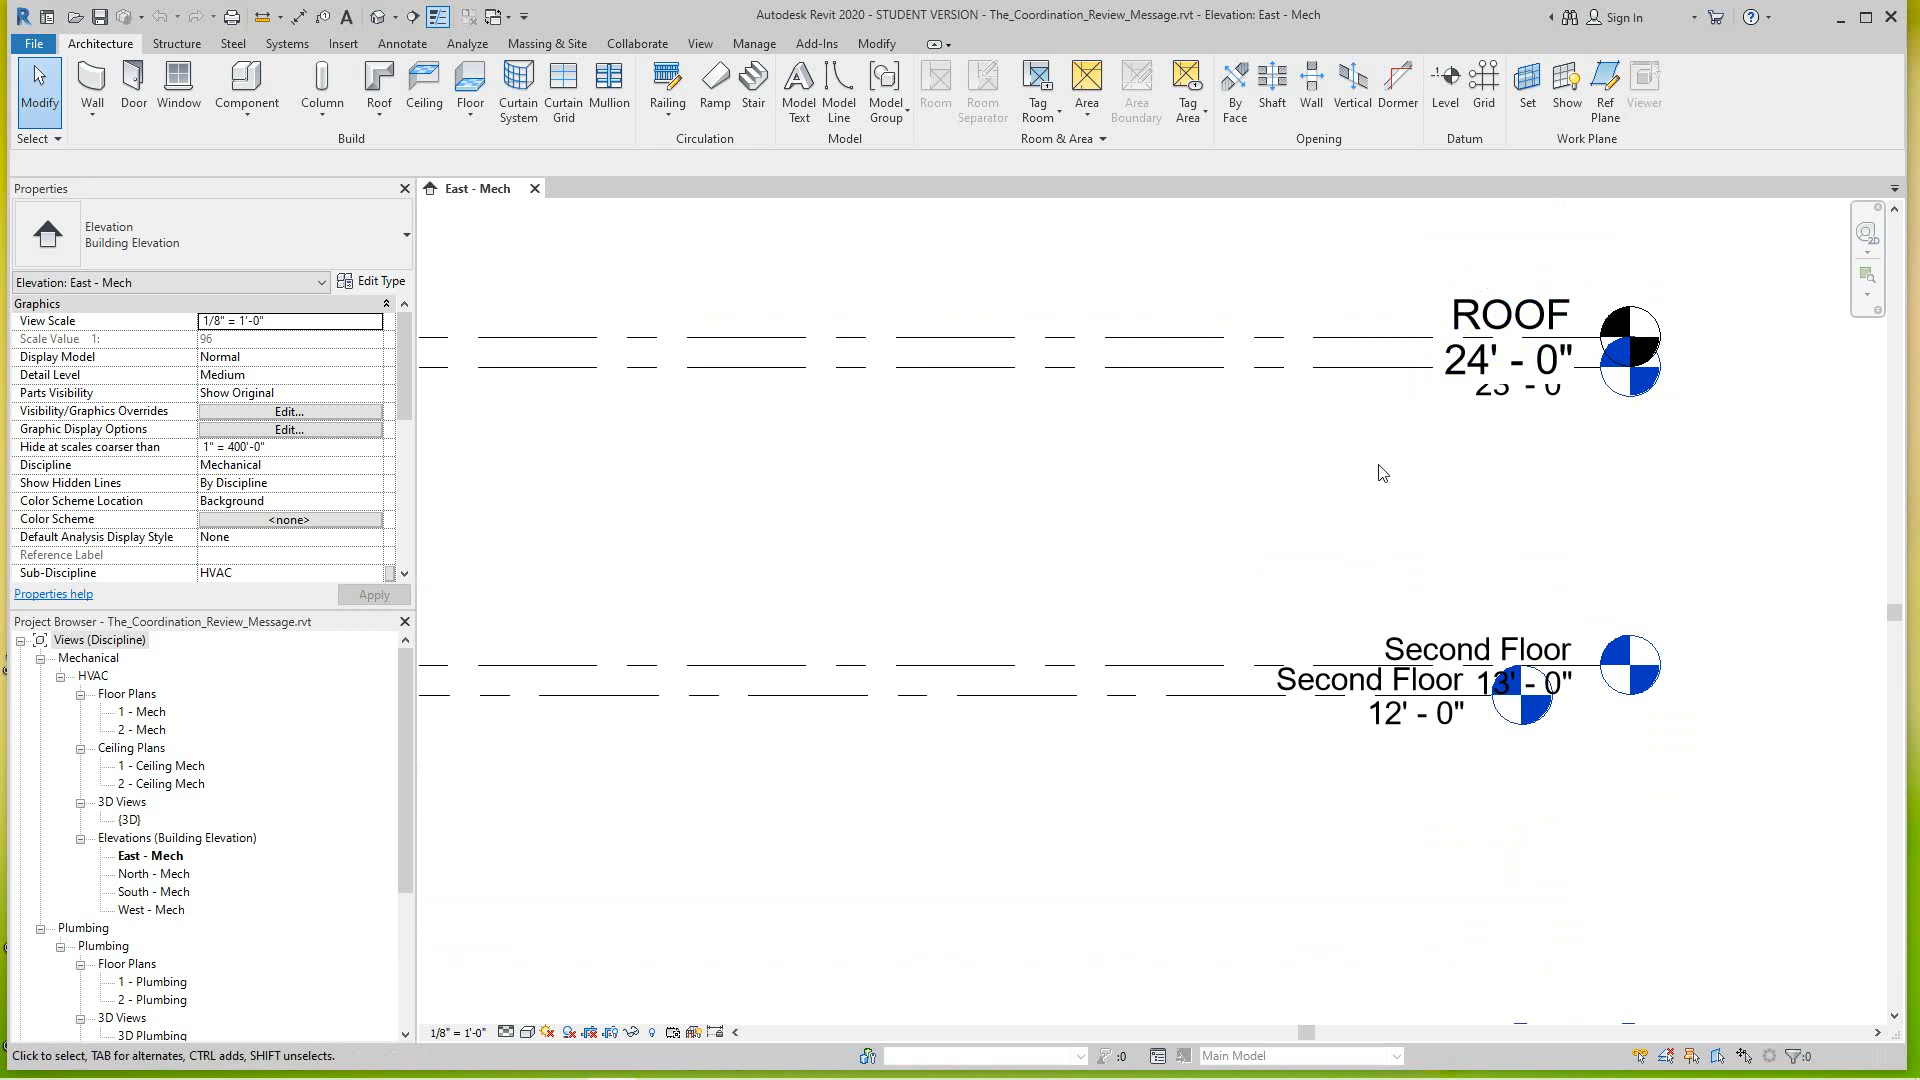 Autodesk Revit 2020 - STUDENT VERSION - The_Coordination_Review_Message.rvt - Elevation: East - Mech
Sign In
File Architecture Structure Steel Systems Insert Annotate Analyze Massing & Site Collaborate View Manage Add-Ins Modify
Modify Wall Door Window Component Column Roof Ceiling Floor Curtain System Curtain Grid Mullion Railing Ramp Stair Model Text Model Line Model Group Room Room Separator Tag Room Area Area Boundary Tag Area By Face Shaft Wall Vertical Dormer Level Grid Set Show Ref Plane Viewer
Select Build Circulation Model Room & Area Opening Datum Work Plane
Properties
East - Mech
Elevation
Building Elevation
Elevation: East - Mech Edit Type
Graphics
View Scale 1/8" = 1'-0"
Scale Value 1: 96
Display Model Normal
Detail Level Medium
Parts Visibility Show Original
Visibility/Graphics Overrides Edit...
Graphic Display Options Edit...
Hide at scales coarser than 1" = 400'-0"
Discipline Mechanical
Show Hidden Lines By Discipline
Color Scheme Location Background
Color Scheme <none>
Default Analysis Display Style None
Reference Label
Sub-Discipline HVAC
Properties help Apply
Project Browser - The_Coordination_Review_Message.rvt
Views (Discipline)
Mechanical
HVAC
Floor Plans
1 - Mech
2 - Mech
Ceiling Plans
1 - Ceiling Mech
2 - Ceiling Mech
3D Views
{3D}
Elevations (Building Elevation)
East - Mech
North - Mech
South - Mech
West - Mech
Plumbing
Plumbing
Floor Plans
1 - Plumbing
2 - Plumbing
3D Views
3D Plumbing
ROOF
24' - 0"
23' - 0
Second Floor
13' - 0"
Second Floor
12' - 0"
2D
1/8" = 1'-0"
Click to select, TAB for alternates, CTRL adds, SHIFT unselects.
:0
Main Model
:0